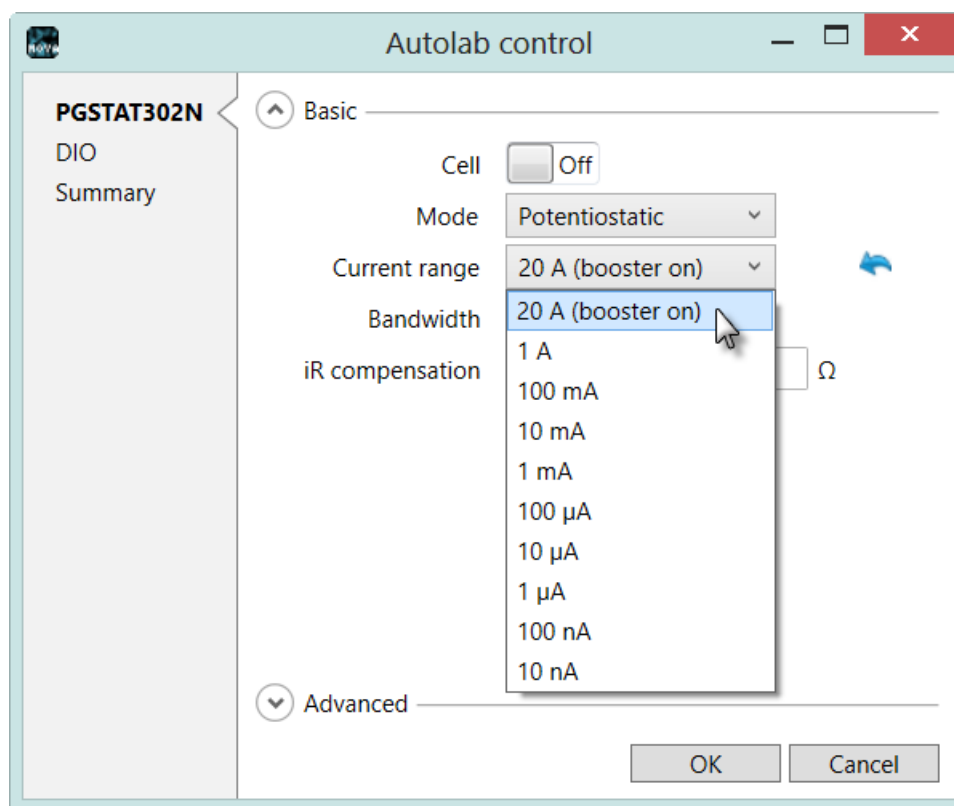 Autolab control
PGSTAT302N
DIO
Summary
Basic
Cell Off
Mode Potentiostatic
Current range 20 A (booster on)
Bandwidth 20 A (booster on)
1 A
iR compensation Ω
100 mA
10 mA
1 mA
100 µA
10 µA
1 µA
100 nA
10 nA
Advanced
OK Cancel